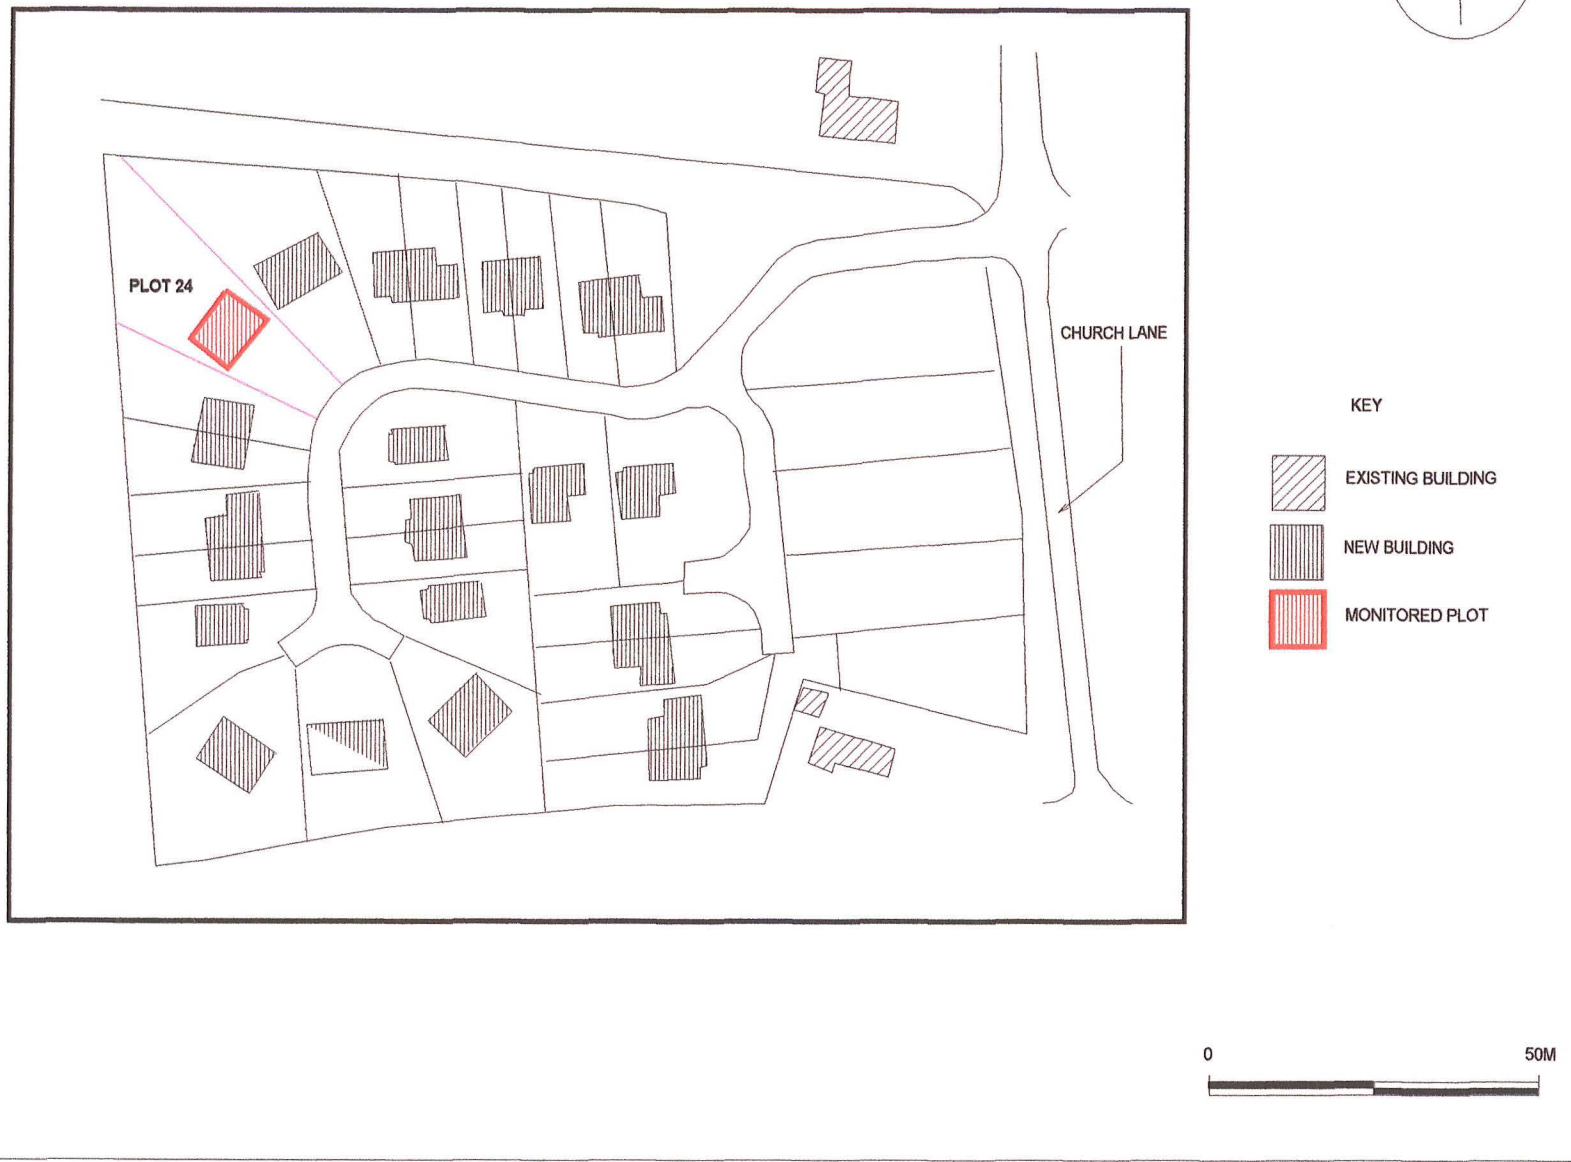 PLOT 24
CHURCH LANE
KEY
EXISTING BUILDING
NEW BUILDING
MONITORED PLOT
0 50M